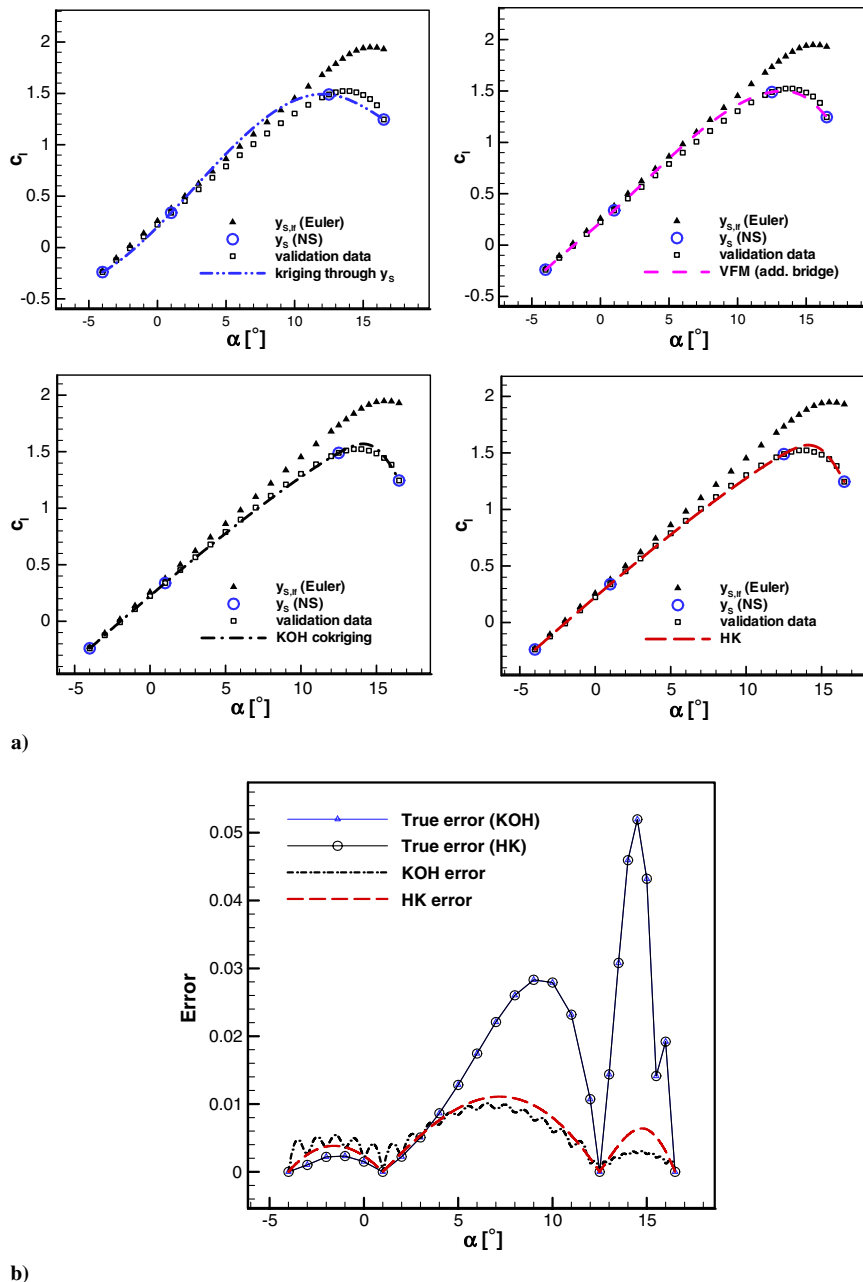 2
1.5
1
0.5
0
-0.5
c_l
y_S,lf (Euler)
y_S (NS)
validation data
kriging through y_S
-5 0 5 10 15
α [°]
2
1.5
1
0.5
0
-0.5
c_l
y_S,lf (Euler)
y_S (NS)
validation data
VFM (add. bridge)
-5 0 5 10 15
α [°]
2
1.5
1
0.5
0
c_l
y_S,lf (Euler)
y_S (NS)
validation data
KOH cokriging
-5 0 5 10 15
α [°]
2
1.5
1
0.5
0
c_l
y_S,lf (Euler)
y_S (NS)
validation data
HK
-5 0 5 10 15
α [°]
a)
0.05
0.04
0.03
0.02
0.01
0
Error
True error (KOH)
True error (HK)
KOH error
HK error
-5 0 5 10 15
α [°]
b)